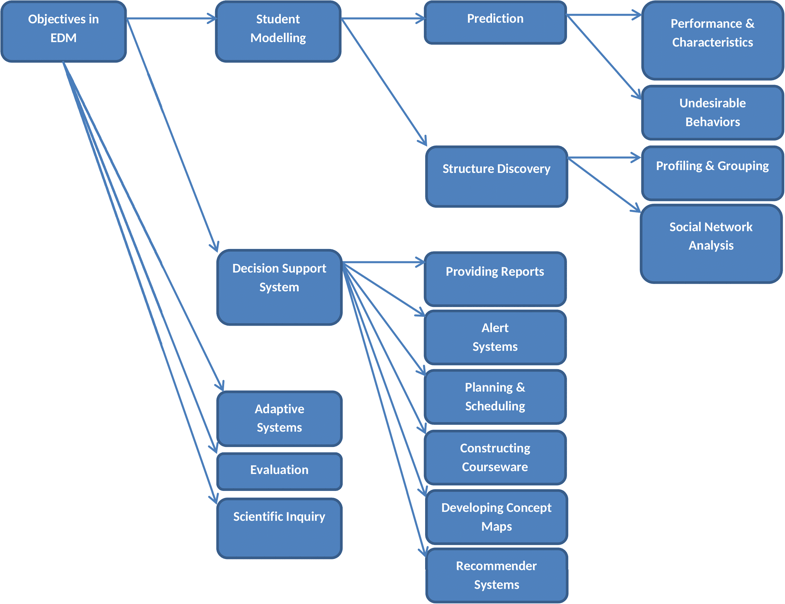 Objectives in
EDM
Student
Modelling
Prediction
Performance &
Characteristics
Undesirable
Behaviors
Structure Discovery
Profiling & Grouping
Social Network
Analysis
Decision Support
System
Providing Reports
Alert
Systems
Planning &
Scheduling
Constructing
Courseware
Developing Concept
Maps
Recommender
Systems
Adaptive
Systems
Evaluation
Scientific Inquiry